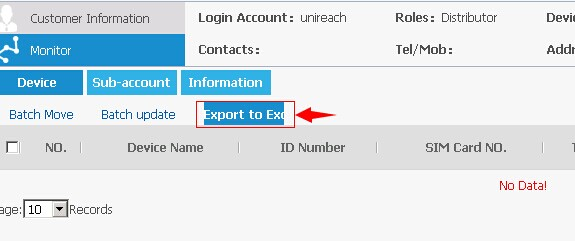 Customer Information
Login Account: unireach Roles: Distributor Devi
Monitor
Contacts: Tel/Mob: Addr
Device Sub-account Information
Batch Move Batch update Export to Exc
NO. Device Name ID Number SIM Card NO. T
No Data!
age: 10 Records